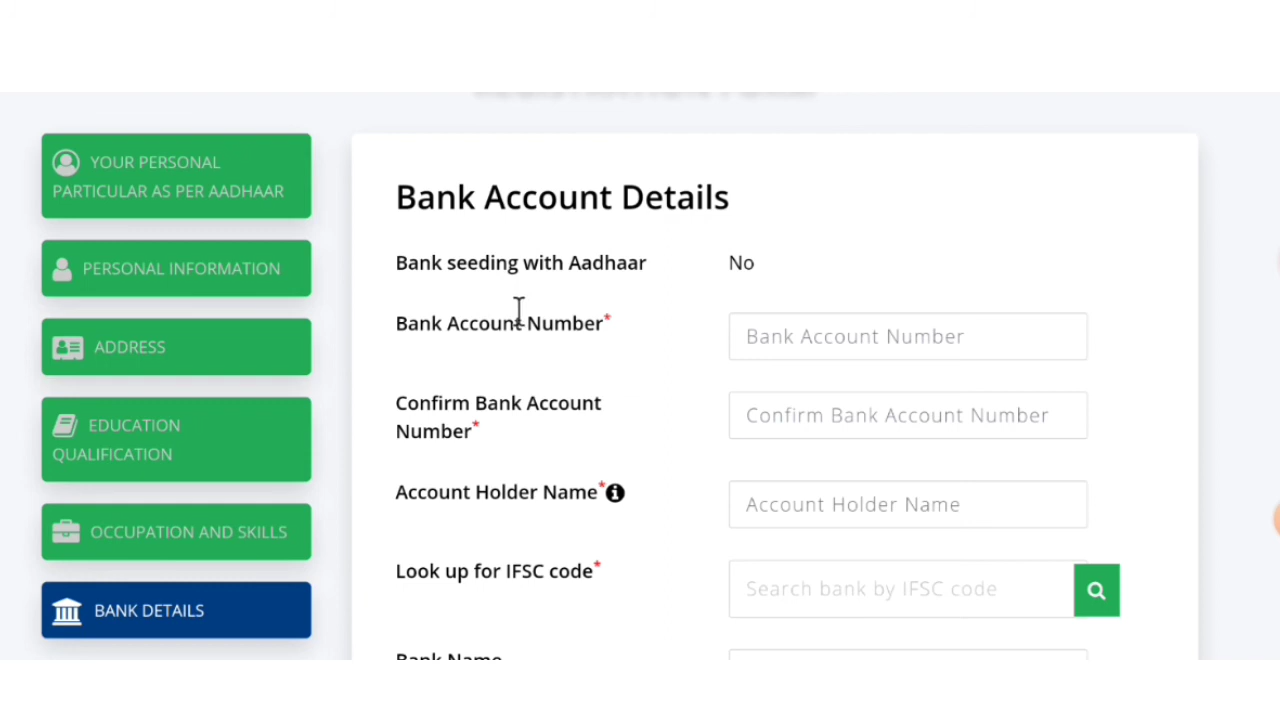 YOUR PERSONAL
PARTICULAR AS PER AADHAAR
PERSONAL INFORMATION
ADDRESS
EDUCATION
QUALIFICATION
OCCUPATION AND SKILLS
BANK DETAILS
Bank Account Details
Bank seeding with Aadhaar No
Bank Account Number* Bank Account Number
Confirm Bank Account
Number* Confirm Bank Account Number
Account Holder Name* Account Holder Name
Look up for IFSC code* Search bank by IFSC code
Bank Name